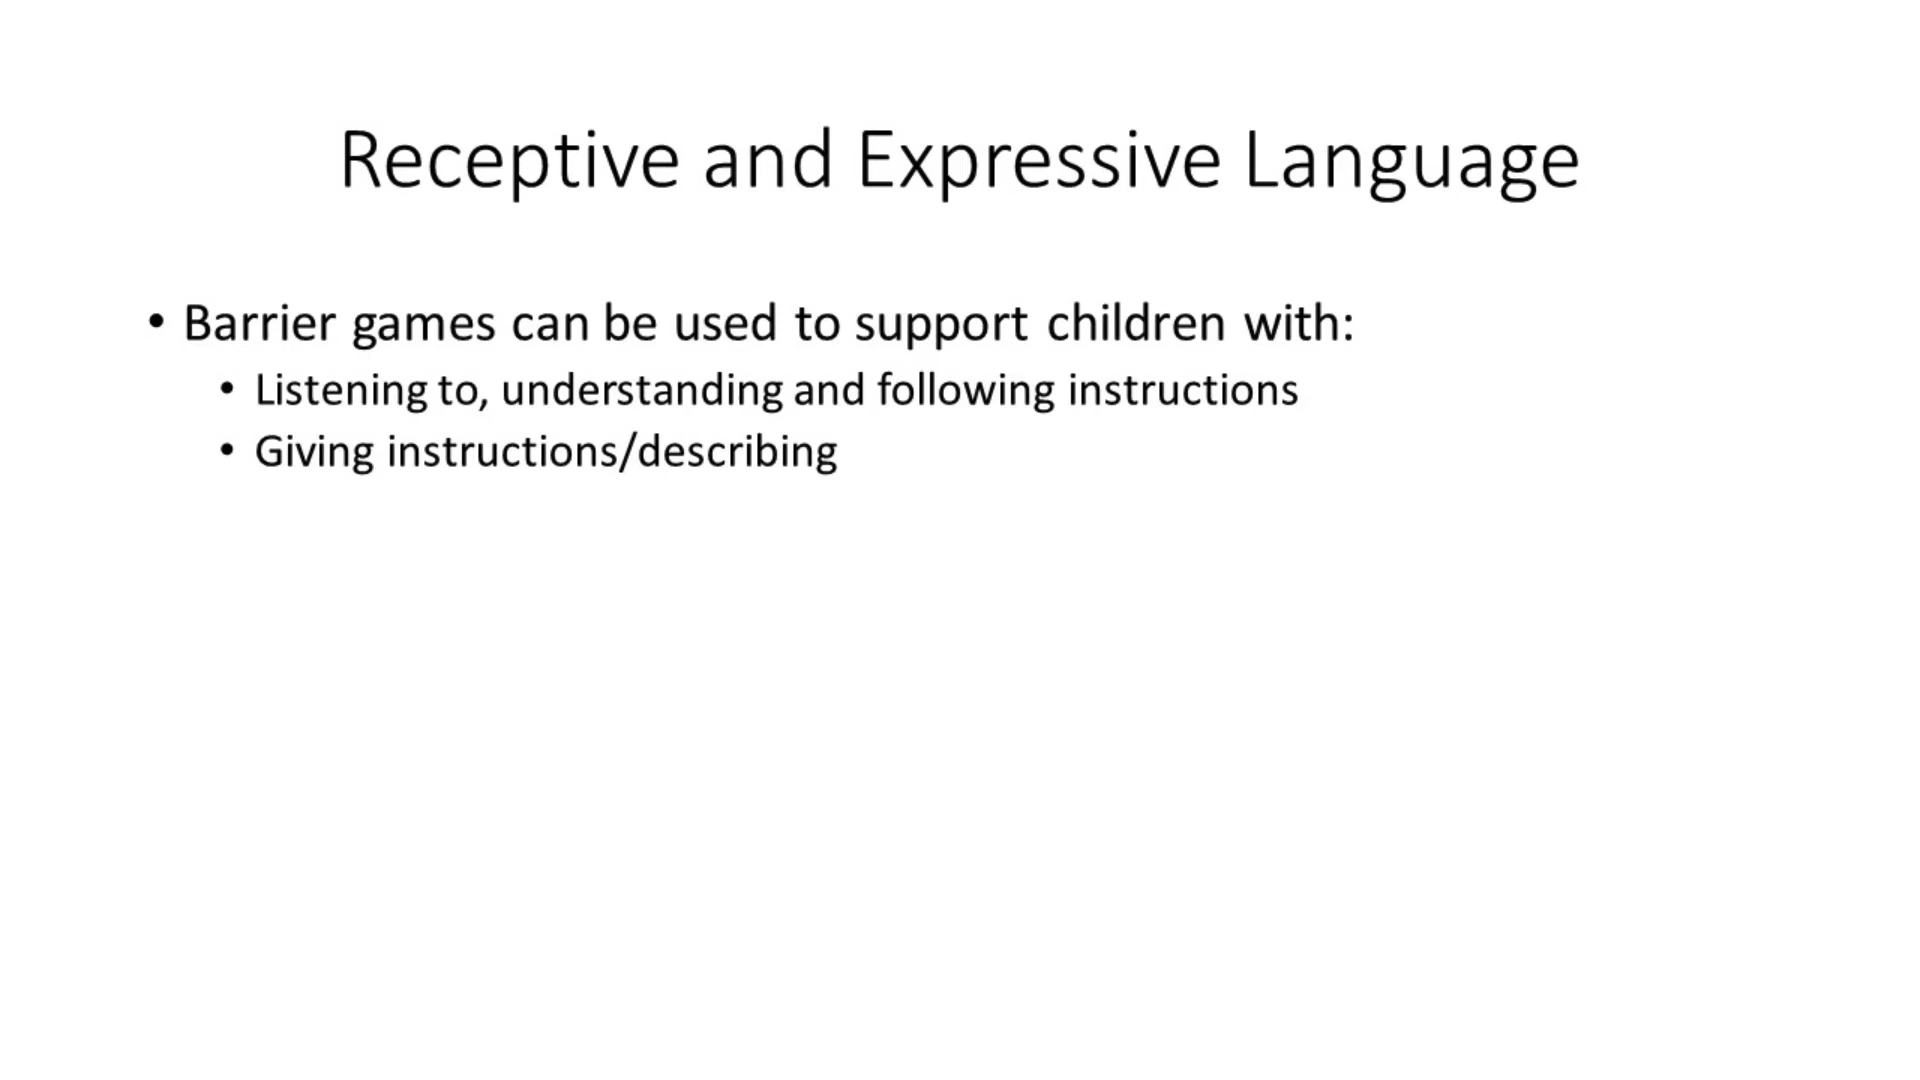 Receptive and Expressive Language
• Barrier games can be used to support children with:
• Listening to, understanding and following instructions
• Giving instructions/describing